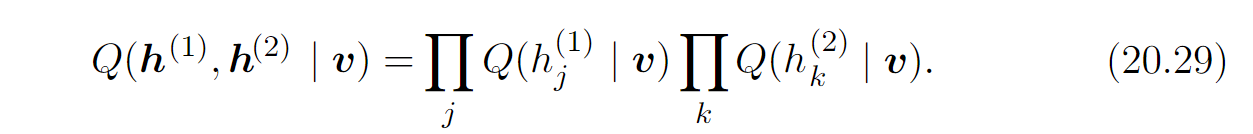 Q(h^{(1)}, h^{(2)} | v) = ∏_j Q(h_j^{(1)} | v) ∏_k Q(h_k^{(2)} | v). (20.29)